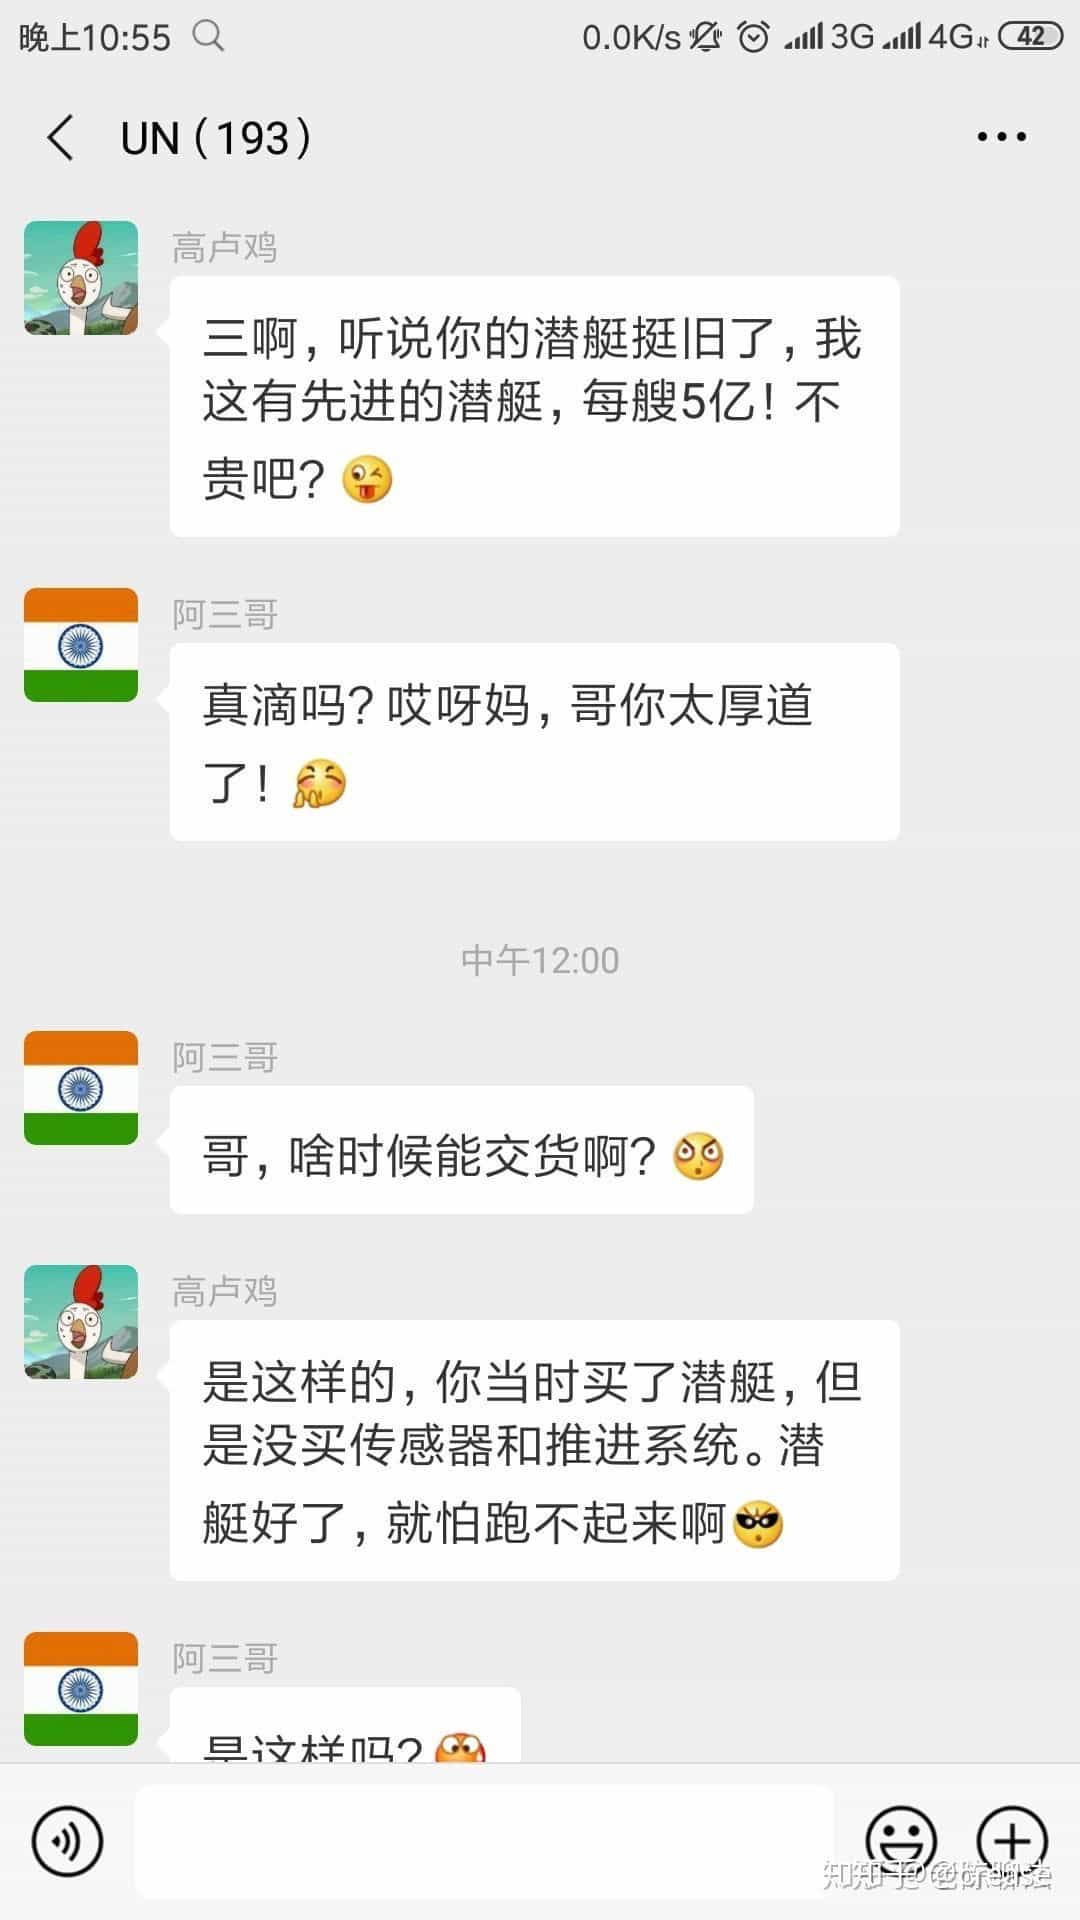 晚上10:55
0.0K/s 3G 4G 42
UN（193）
高卢鸡
三啊，听说你的潜艇挺旧了，我
这有先进的潜艇，每艘5亿！不
贵吧？
阿三哥
真滴吗？哎呀妈，哥你太厚道
了！
中午12:00
阿三哥
哥，啥时候能交货啊？
高卢鸡
是这样的，你当时买了潜艇，但
是没买传感器和推进系统。潜
艇好了，就怕跑不起来啊
阿三哥
是这样吗？